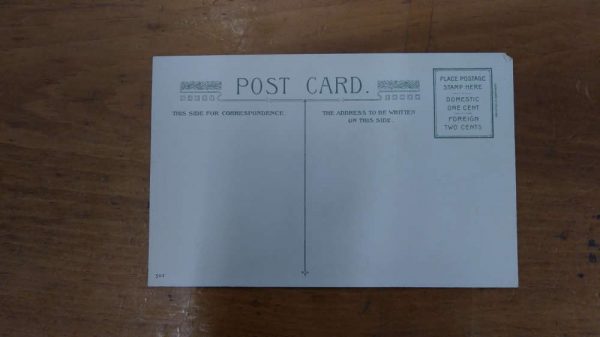 POST CARD.
THIS SIDE FOR CORRESPONDENCE.
THE ADDRESS TO BE WRITTEN
ON THIS SIDE.
PLACE POSTAGE
STAMP HERE
DOMESTIC
ONE CENT
FOREIGN
TWO CENTS